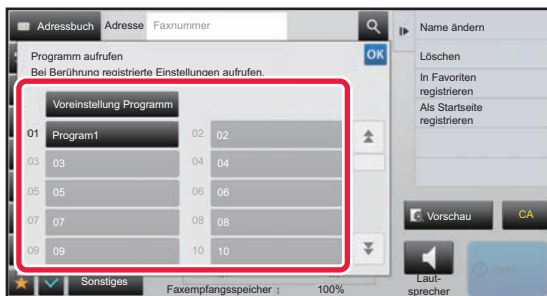 Adressbuch Adresse Faxnummer
Programm aufrufen OK
Bei Berührung registrierte Einstellungen aufrufen.
Voreinstellung Programm
01 Program1 02 02
03 03 04 04
05 05 06 06
07 07 08 08
09 09 10 10
Sonstiges
Faxempfangsspeicher : 100%
Name ändern
Löschen
In Favoriten
registrieren
Als Startseite
registrieren
Vorschau CA
Laut-
sprecher
Start